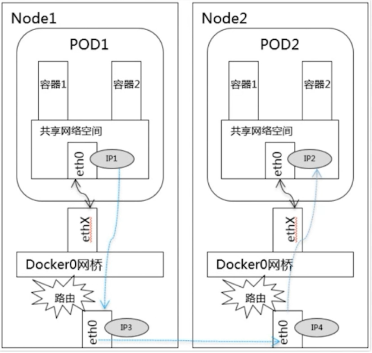 Node1
POD1
容器1
容器2
共享网络空间
eth0
IP1
ethX
Docker0网桥
路由
eth0
IP3
Node2
POD2
容器1
容器2
共享网络空间
eth0
IP2
ethX
Docker0网桥
路由
eth0
IP4